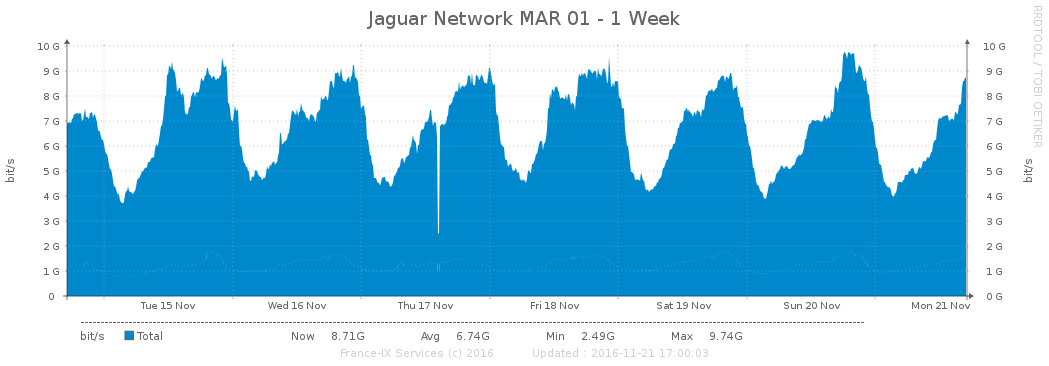 Jaguar Network MAR 01 - 1 Week
RRDTOOL / TOBI OETIKER
bit/s
10 G
9 G
8 G
7 G
6 G
5 G
4 G
3 G
2 G
1 G
0
10 G
9 G
8 G
7 G
6 G
5 G
4 G
3 G
2 G
1 G
0 G
bit/s
Tue 15 Nov Wed 16 Nov Thu 17 Nov Fri 18 Nov Sat 19 Nov Sun 20 Nov Mon 21 Nov
bit/s Total Now 8.71G Avg 6.74G Min 2.49G Max 9.74G
France-IX Services (c) 2016 Updated : 2016-11-21 17:00:03